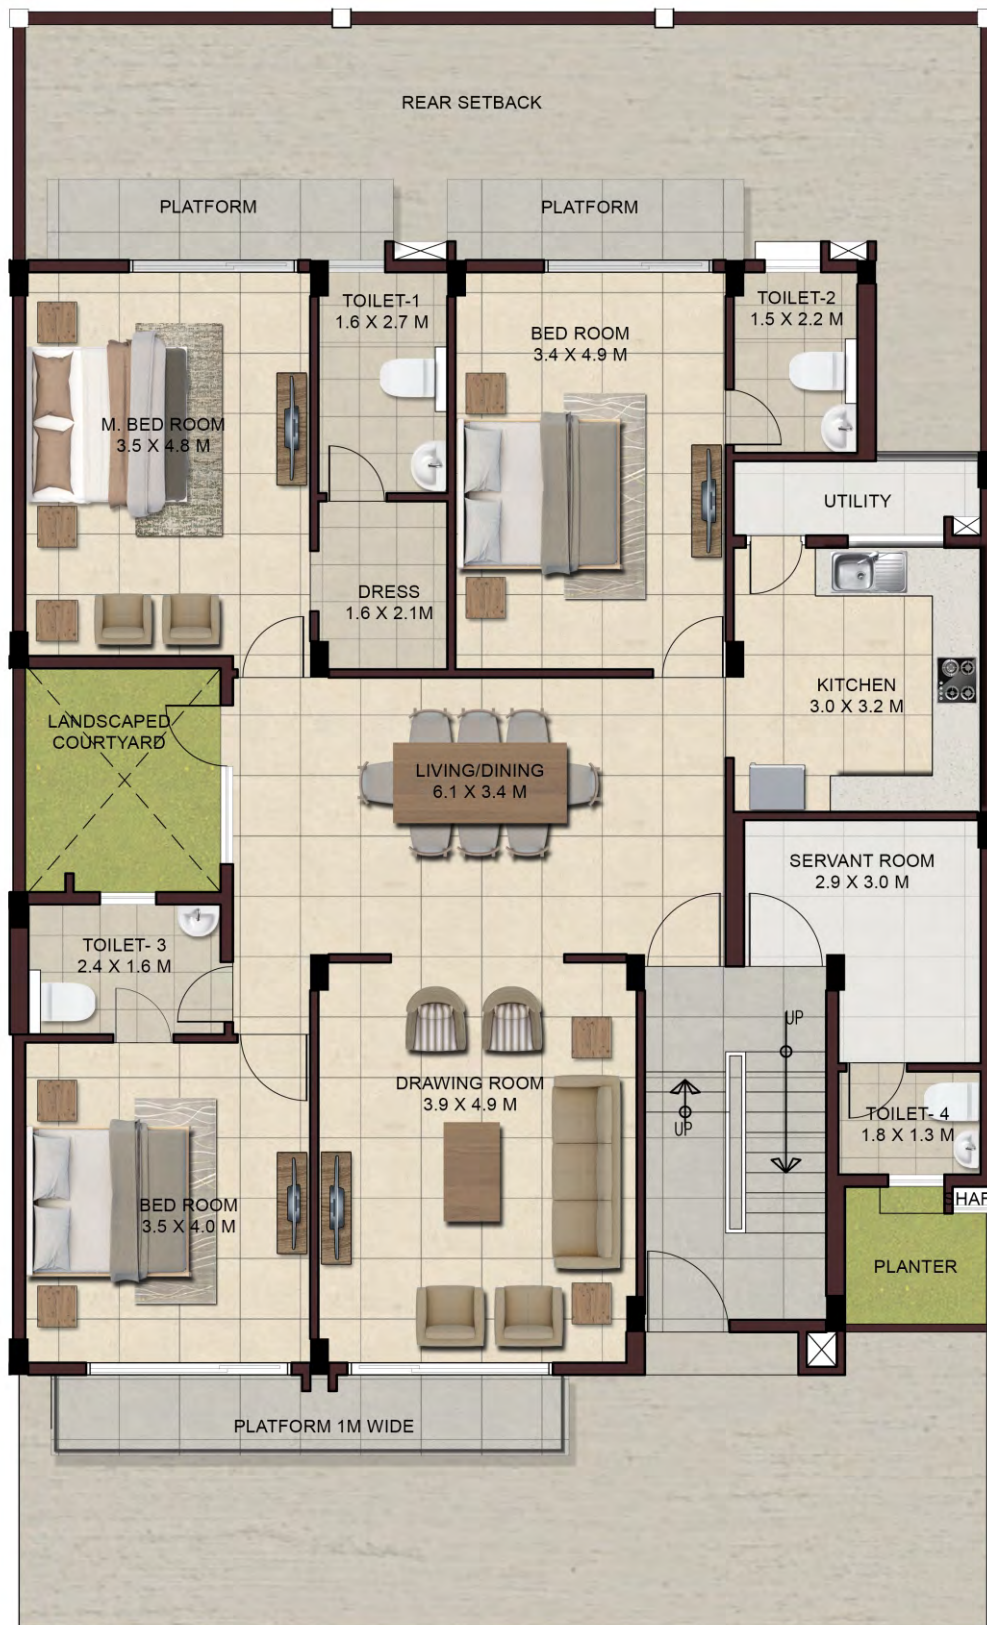 REAR SETBACK
PLATFORM
PLATFORM
TOILET-1
1.6 X 2.7 M
TOILET-2
1.5 X 2.2 M
BED ROOM
3.4 X 4.9 M
M. BED ROOM
3.5 X 4.8 M
UTILITY
DRESS
1.6 X 2.1M
KITCHEN
3.0 X 3.2 M
LANDSCAPED
COURTYARD
LIVING/DINING
6.1 X 3.4 M
SERVANT ROOM
2.9 X 3.0 M
TOILET- 3
2.4 X 1.6 M
UP
UP
DRAWING ROOM
3.9 X 4.9 M
TOILET- 4
1.8 X 1.3 M
BED ROOM
3.5 X 4.0 M
SHAF
PLANTER
PLATFORM 1M WIDE